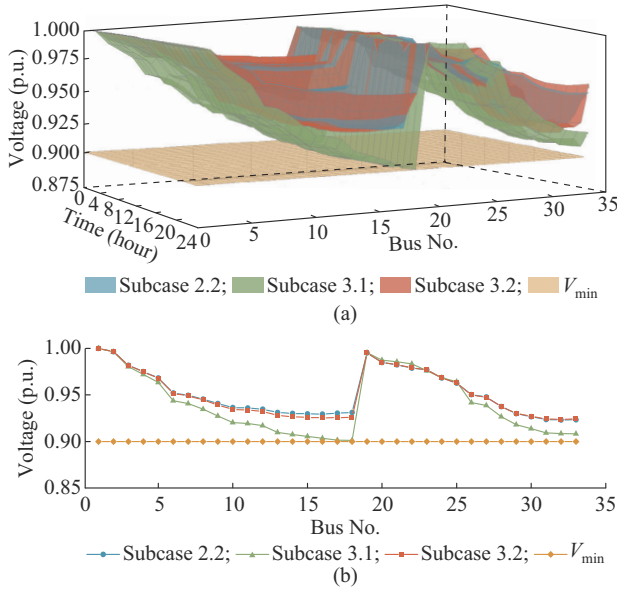 1.000
0.975
0.950
0.925
0.900
0.875
Voltage (p.u.)
0 4 8 12 16 20 24
Time (hour)
0 5 10 15 20 25 30 35
Bus No.
Subcase 2.2; Subcase 3.1; Subcase 3.2; Vmin
(a)
1.00
0.95
0.90
0.85
Voltage (p.u.)
0 5 10 15 20 25 30 35
Bus No.
Subcase 2.2; Subcase 3.1; Subcase 3.2; Vmin
(b)